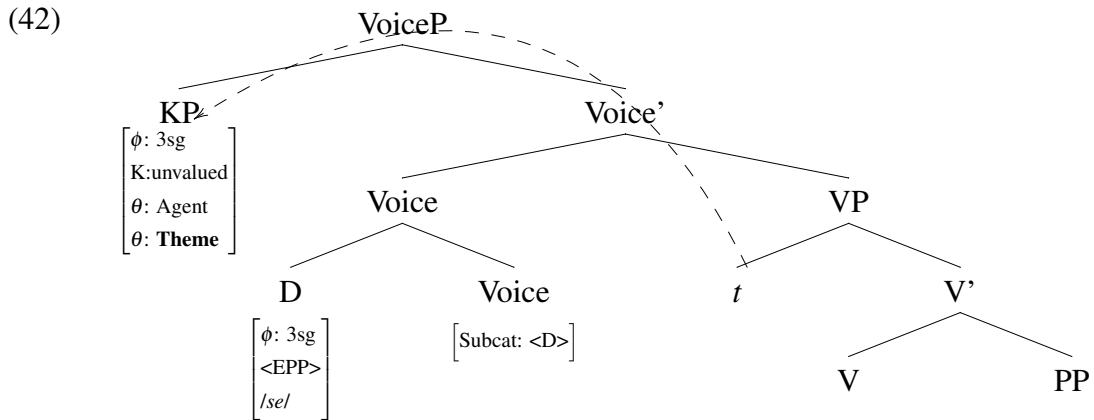 (42)
VoiceP
KP
Voice’
ϕ: 3sg
K:unvalued
θ: Agent
θ: Theme
Voice
VP
D
Voice
t
V’
ϕ: 3sg
<EPP>
/se/
Subcat: <D>
V
PP